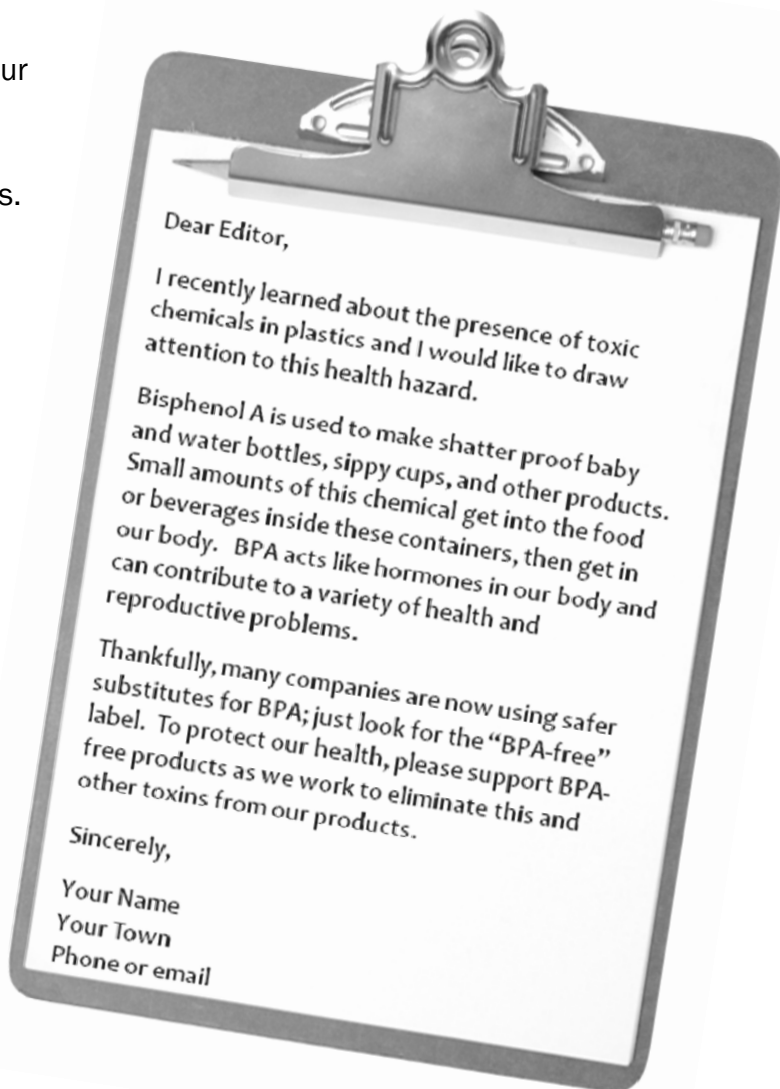 ur
s.
Dear Editor,
I recently learned about the presence of toxic
chemicals in plastics and I would like to draw
attention to this health hazard.
Bisphenol A is used to make shatter proof baby
and water bottles, sippy cups, and other products.
Small amounts of this chemical get into the food
or beverages inside these containers, then get in
our body.  BPA acts like hormones in our body and
can contribute to a variety of health and
reproductive problems.
Thankfully, many companies are now using safer
substitutes for BPA; just look for the “BPA-free”
label.  To protect our health, please support BPA-
free products as we work to eliminate this and
other toxins from our products.
Sincerely,
Your Name
Your Town
Phone or email